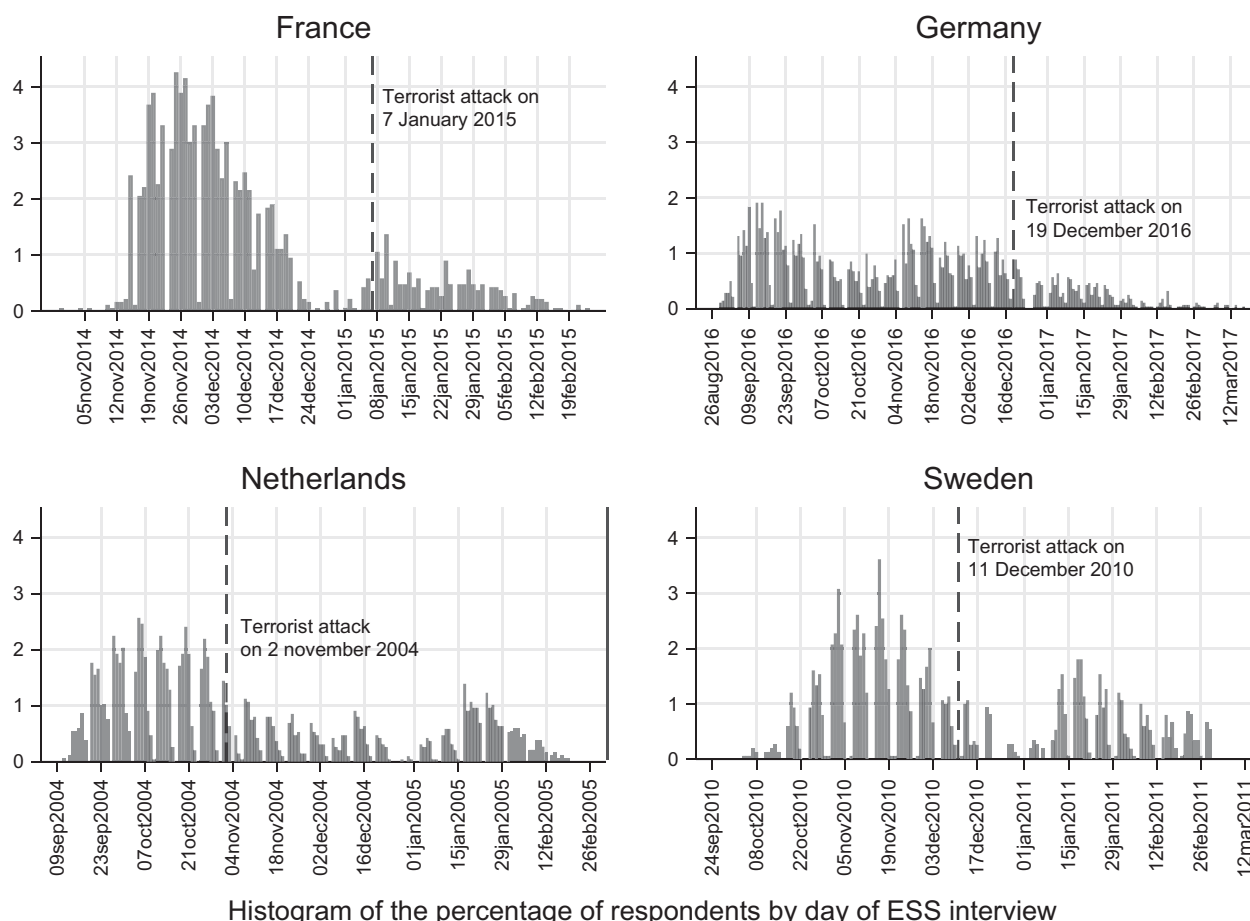 France
4
3
2
1
0
Terrorist attack on
7 January 2015
05nov2014
12nov2014
19nov2014
26nov2014
03dec2014
10dec2014
17dec2014
24dec2014
01jan2015
08jan2015
15jan2015
22jan2015
29jan2015
05feb2015
12feb2015
19feb2015
Germany
4
3
2
1
0
Terrorist attack on
19 December 2016
26aug2016
09sep2016
23sep2016
07oct2016
21oct2016
04nov2016
18nov2016
02dec2016
16dec2016
01jan2017
15jan2017
29jan2017
12feb2017
26feb2017
12mar2017
Netherlands
4
3
2
1
0
Terrorist attack
on 2 november 2004
09sep2004
23sep2004
07oct2004
21oct2004
04nov2004
18nov2004
02dec2004
16dec2004
01jan2005
15jan2005
29jan2005
12feb2005
26feb2005
Sweden
4
3
2
1
0
Terrorist attack on
11 December 2010
24sep2010
08oct2010
22oct2010
05nov2010
19nov2010
03dec2010
17dec2010
01jan2011
15jan2011
29jan2011
12feb2011
26feb2011
12mar2011
Histogram of the percentage of respondents by day of ESS interview